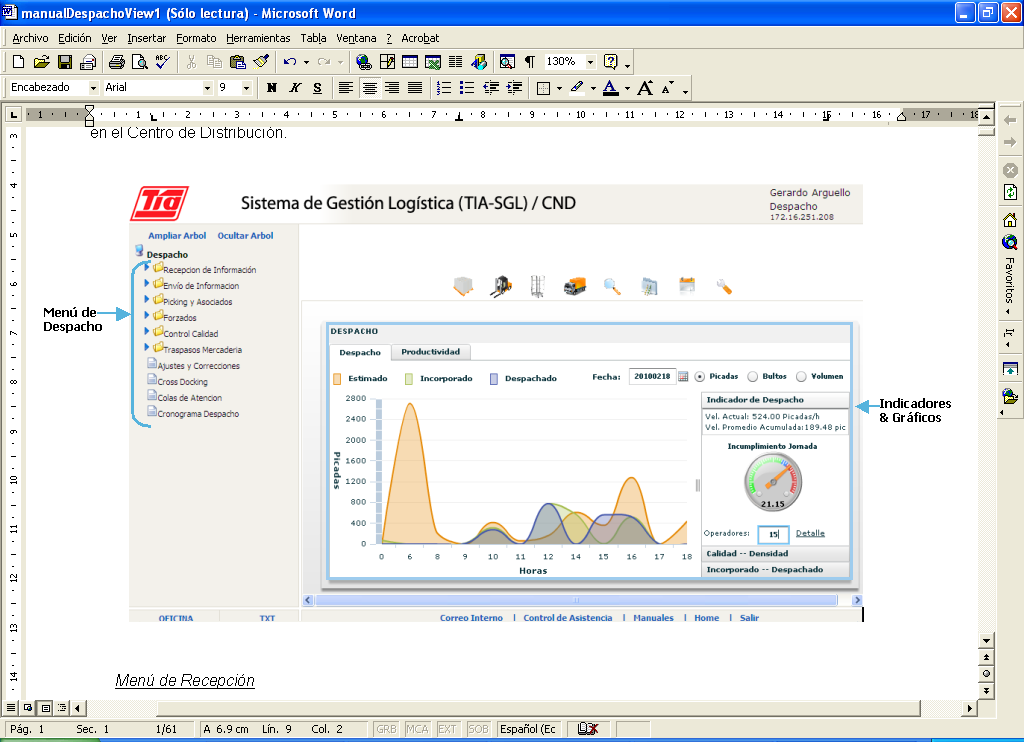 manualDespachoView1 (Sólo lectura) - Microsoft Word
Archivo Edición Ver Insertar Formato Herramientas Tabla Ventana ? Acrobat
130%
Encabezado Arial 9 N K S
en el Centro de Distribución.
Tía
Sistema de Gestión Logística (TIA-SGL) / CND
Gerardo Arguello
Despacho
172.16.251.208
Ampliar Arbol Ocultar Arbol
Despacho
Recepcion de Información
Envío de Informacion
Picking y Asociados
Forzados
Control Calidad
Traspasos Mercaderia
Ajustes y Correcciones
Cross Docking
Colas de Atencion
Cronograma Despacho
Menú de
Despacho
DESPACHO
Despacho Productividad
Estimado Incorporado Despachado Fecha: 20100218 Picadas Bultos Volumen
2800
2400
2000
1600
1200
800
400
0
Picadas
0 6 8 9 10 11 12 14 15 16 17 18
Horas
Indicador de Despacho
Vel. Actual: 524.00 Picadas/h
Vel. Promedio Acumulada:189.48 pic
Incumplimiento Jornada
21.15
Operadores: 15 Detalle
Calidad -- Densidad
Incorporado -- Despachado
Indicadores
& Gráficos
OFICINA TXT
Correo Interno | Control de Asistencia | Manuales | Home | Salir
Menú de Recepción
Favoritos
Ir
Pág. 1 Sec. 1 1/61 A 6.9 cm Lín. 9 Col. 2 GRB MCA EXT SOB Español (Ec